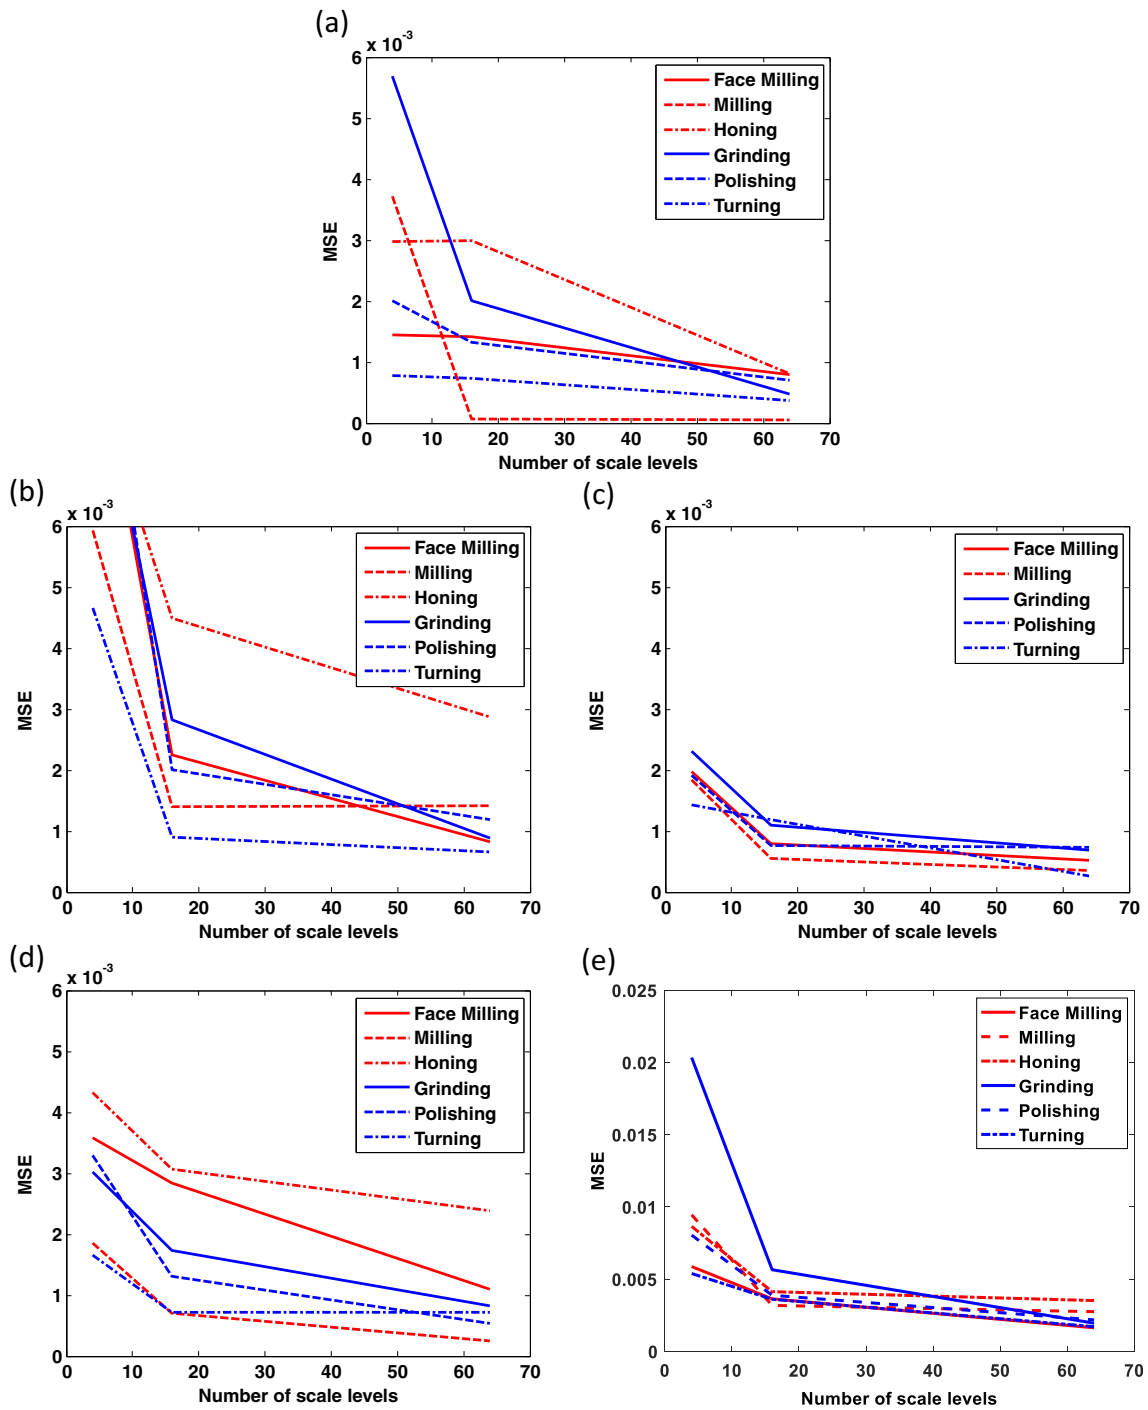 (a)
x 10⁻³
6
5
4
3
2
1
0
MSE
0 10 20 30 40 50 60 70
Number of scale levels
Face Milling
Milling
Honing
Grinding
Polishing
Turning
(b)
x 10⁻³
6
5
4
3
2
1
0
MSE
0 10 20 30 40 50 60 70
Number of scale levels
Face Milling
Milling
Honing
Grinding
Polishing
Turning
(c)
x 10⁻³
6
5
4
3
2
1
0
MSE
0 10 20 30 40 50 60 70
Number of scale levels
Face Milling
Milling
Grinding
Polishing
Turning
(d)
x 10⁻³
6
5
4
3
2
1
0
MSE
0 10 20 30 40 50 60 70
Number of scale levels
Face Milling
Milling
Honing
Grinding
Polishing
Turning
(e)
0.025
0.02
0.015
0.01
0.005
0
MSE
0 10 20 30 40 50 60 70
Number of scale levels
Face Milling
Milling
Honing
Grinding
Polishing
Turning